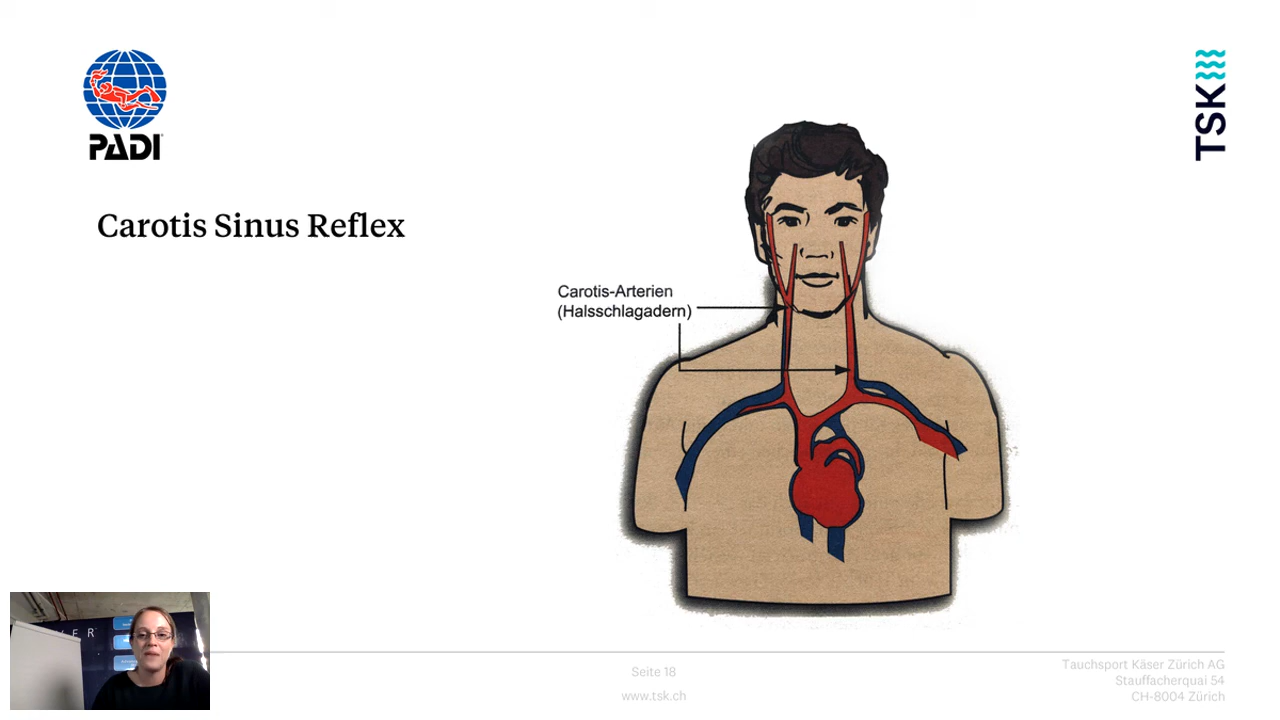 PADI
TSK
Carotis Sinus Reflex
Carotis-Arterien
(Halsschlagadern)
Seite 18
www.tsk.ch
Tauchsport Käser Zürich AG
Stauffacherquai 54
CH-8004 Zürich